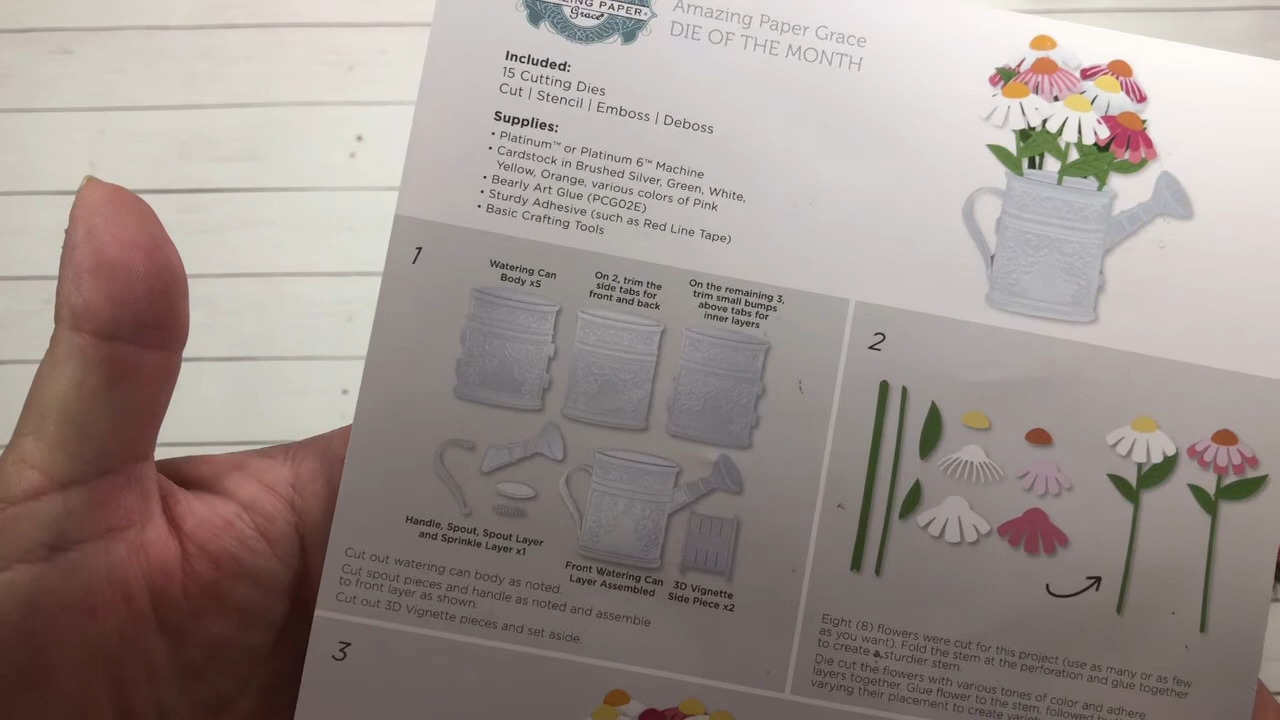 PAPER
Grace
Amazing Paper Grace
DIE OF THE MONTH
Included:
15 Cutting Dies
Cut | Stencil | Emboss | Deboss
Supplies:
• Platinum™ or Platinum 6™ Machine
• Cardstock in Brushed Silver, Green, White,
Yellow, Orange, various colors of Pink
• Bearly Art Glue (PCG02E)
• Sturdy Adhesive (such as Red Line Tape)
• Basic Crafting Tools
1
Watering Can
Body x5
On 2, trim the
side tabs for
front and back
On the remaining 3,
trim small bumps
above tabs for
inner layers
Handle, Spout, Spout Layer
and Sprinkle Layer x1
Front Watering Can
Layer Assembled
3D Vignette
Side Piece x2
Cut out watering can body as noted.
Cut spout pieces and handle as noted and assemble
to front layer as shown.
Cut out 3D Vignette pieces and set aside.
2
Eight (8) flowers were cut for this project (use as many or as few
as you want). Fold the stem at the perforation and glue together
to create a sturdier stem.
Die cut the flowers with various tones of color and adhere
layers together. Glue flower to the stem, followed by
varying their placement to create
3